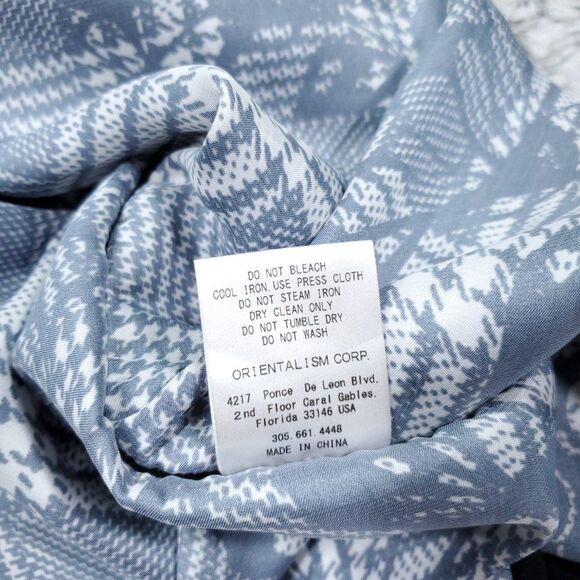 DO NOT BLEACH
COOL IRON.USE PRESS CLOTH
DO NOT STEAM IRON
DRY CLEAN ONLY
DO NOT TUMBLE DRY
DO NOT WASH
ORIENTALISM CORP.
4217 Ponce De Leon Blvd.
2nd Floor Caral Gables.
Florida 33146 USA
305.661.4448
MADE IN CHINA